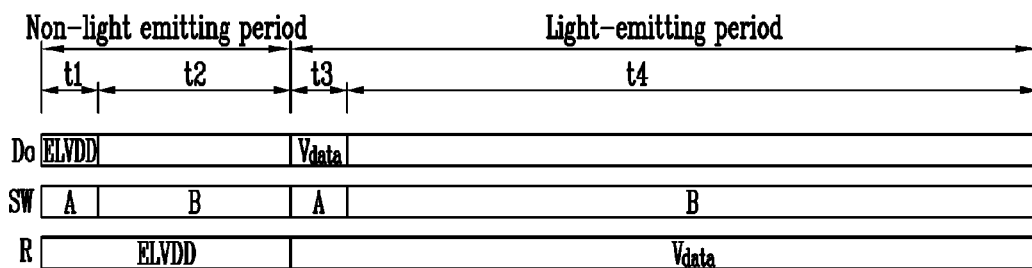 Non-light emitting period Light-emitting period
t1 t2 t3 t4
Do ELVDD Vdata
SW A B A B
R ELVDD Vdata